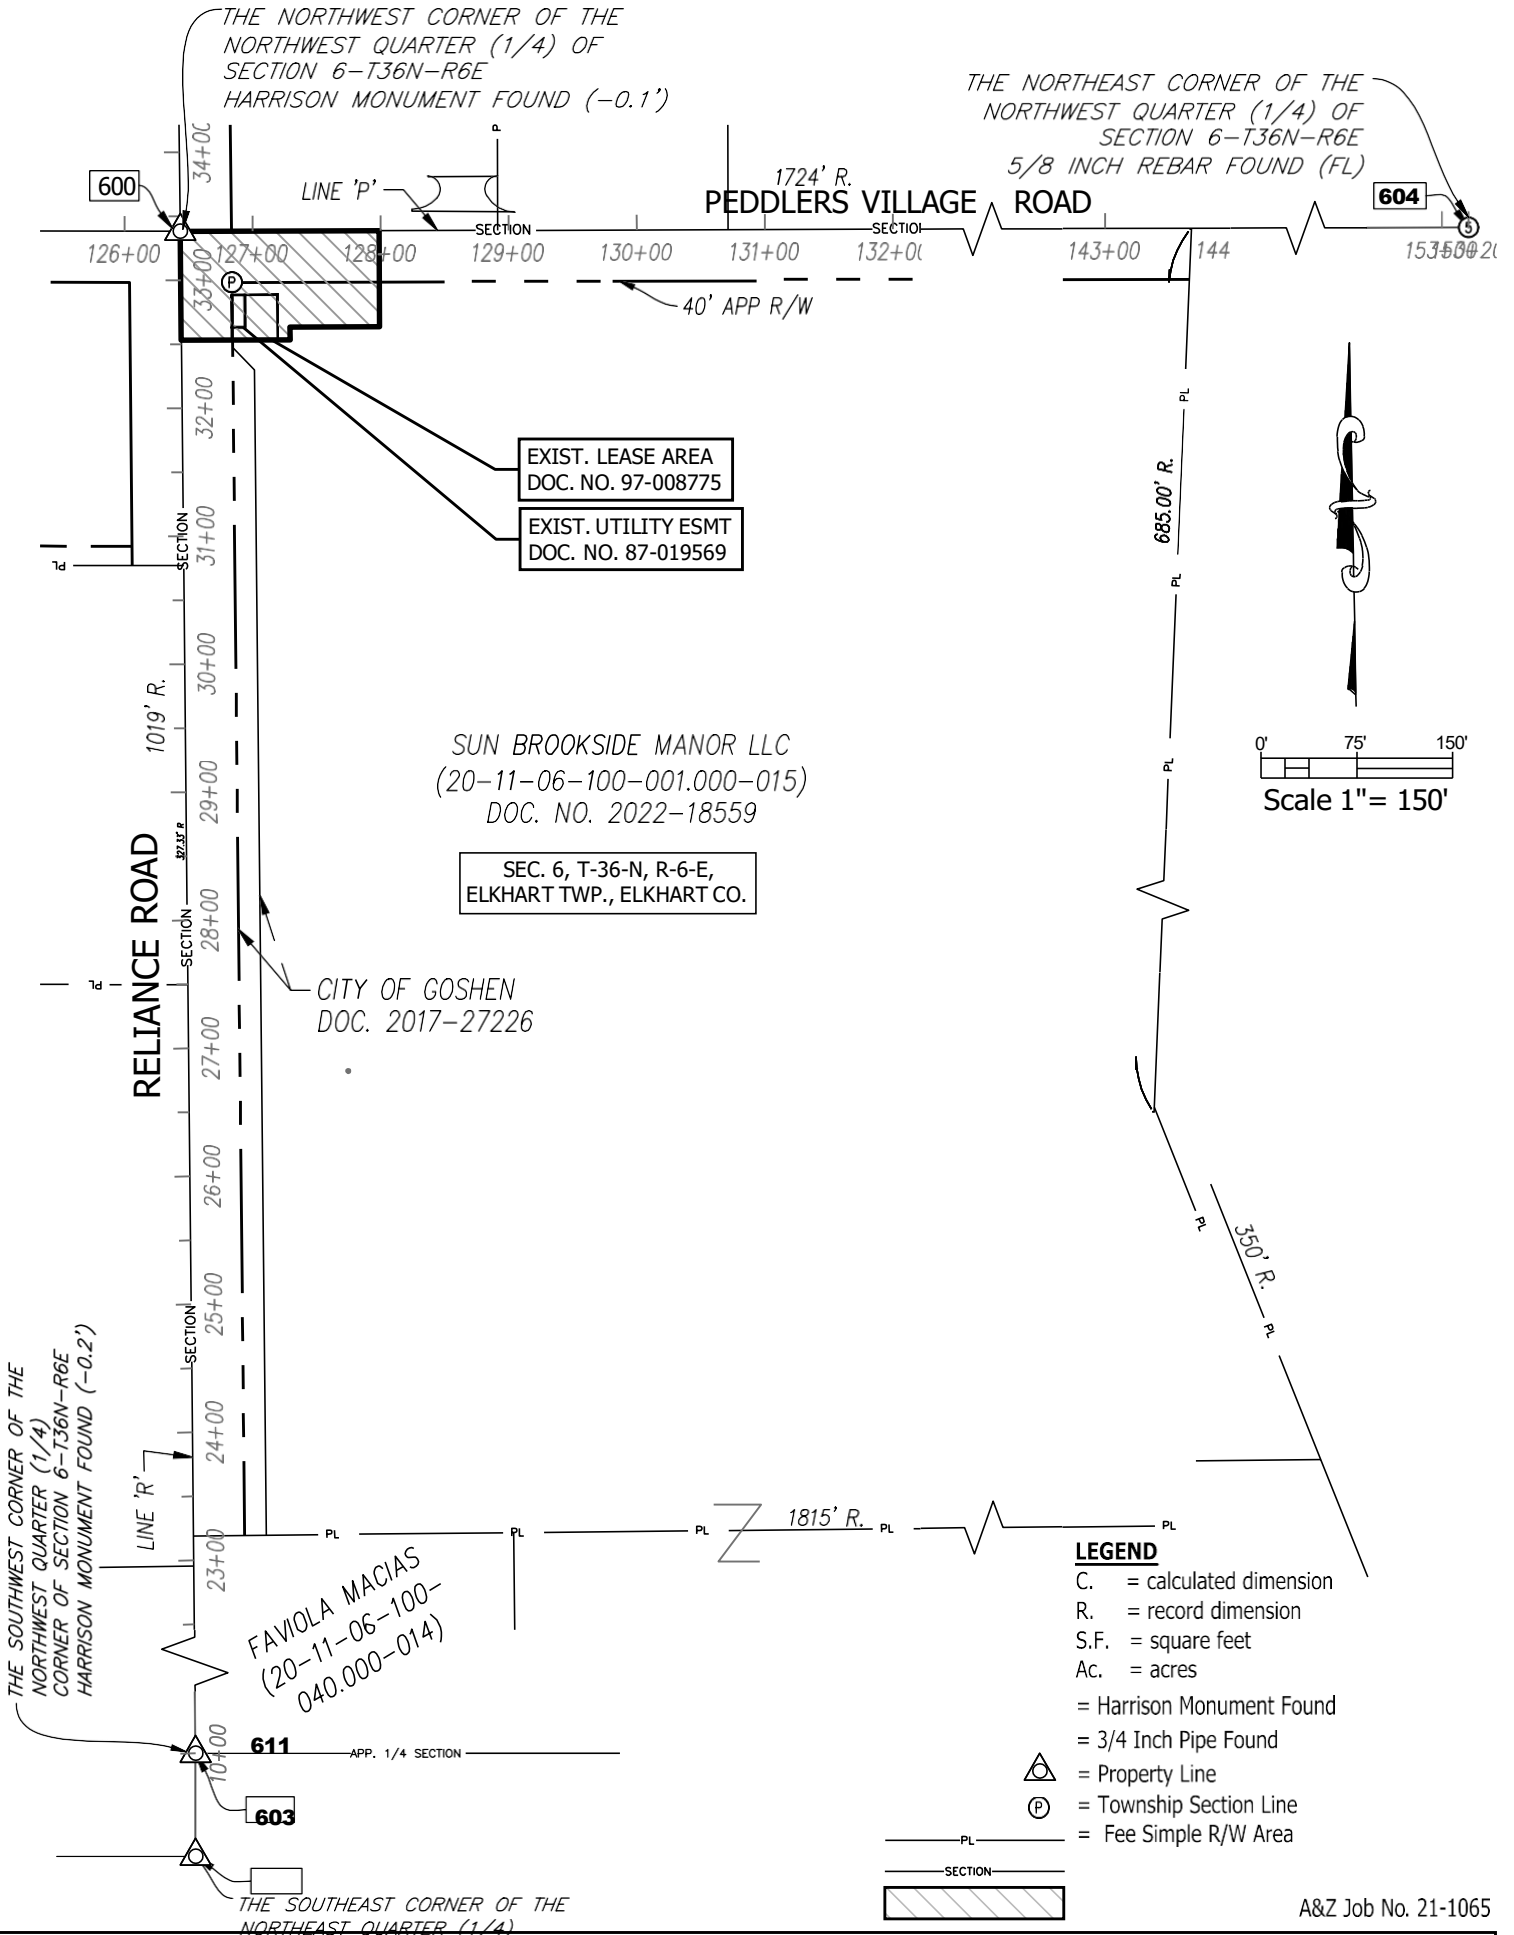 THE NORTHWEST CORNER OF THE
NORTHWEST QUARTER (1/4) OF
SECTION 6-T36N-R6E
HARRISON MONUMENT FOUND (-0.1')
THE NORTHEAST CORNER OF THE
NORTHWEST QUARTER (1/4) OF
SECTION 6-T36N-R6E
5/8 INCH REBAR FOUND (FL)
600
34+00
LINE 'P'
P
1724' R.
PEDDLERS VILLAGE ROAD
604
5
SECTION
SECTION
126+00
127+00
128+00
129+00
130+00
131+00
132+00
143+00
144
P
33+00
40' APP R/W
32+00
EXIST. LEASE AREA
DOC. NO. 97-008775
EXIST. UTILITY ESMT
DOC. NO. 87-019569
PL
685.00' R.
PL
SECTION
31+00
PL
30+00
1019' R.
SUN BROOKSIDE MANOR LLC
(20-11-06-100-001.000-015)
DOC. NO. 2022-18559
PL
0' 75' 150'
Scale 1"= 150'
29+00
327.33' R
SEC. 6, T-36-N, R-6-E,
ELKHART TWP., ELKHART CO.
RELIANCE ROAD
SECTION
28+00
PL
CITY OF GOSHEN
DOC. 2017-27226
27+00
26+00
PL
350' R.
PL
25+00
SECTION
THE SOUTHWEST CORNER OF THE
NORTHWEST QUARTER (1/4)
CORNER OF SECTION 6-T36N-R6E
HARRISON MONUMENT FOUND (-0.2')
24+00
LINE 'R'
PL
PL
PL
1815' R.
PL
PL
23+00
FAVIOLA MACIAS
(20-11-06-100-
040.000-014)
LEGEND
C. = calculated dimension
R. = record dimension
S.F. = square feet
Ac. = acres
= Harrison Monument Found
= 3/4 Inch Pipe Found
= Property Line
P = Township Section Line
= Fee Simple R/W Area
PL
SECTION
10+00
611
APP. 1/4 SECTION
603
THE SOUTHEAST CORNER OF THE
NORTHEAST QUARTER (1/4)
A&Z Job No. 21-1065